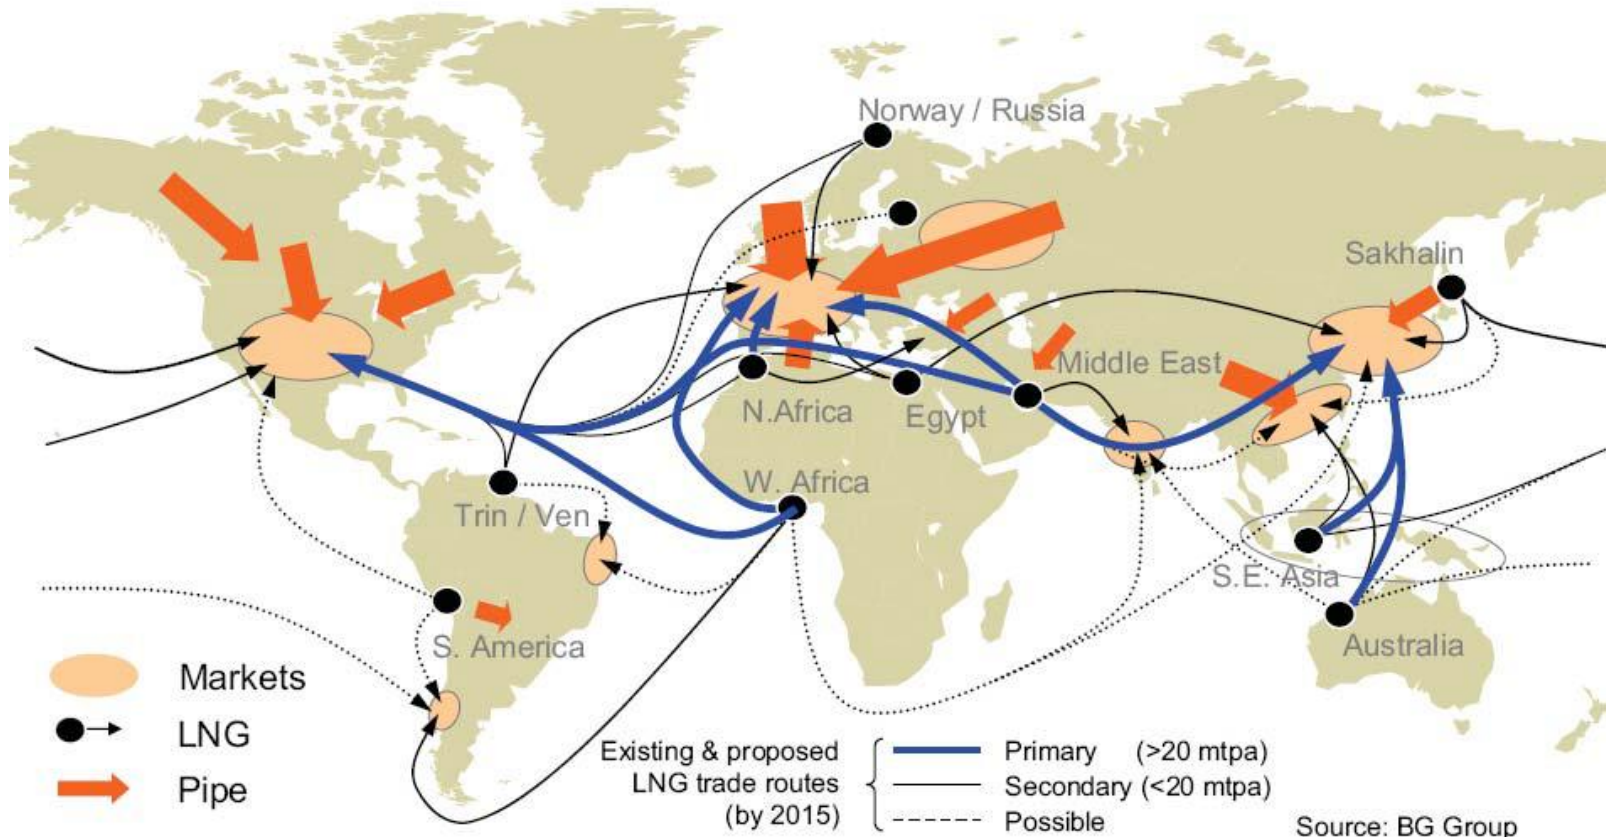 Norway / Russia
Sakhalin
Middle East
N.Africa
Egypt
W. Africa
Trin / Ven
S.E. Asia
S. America
Australia
Markets
LNG
Pipe
Existing & proposed
LNG trade routes
(by 2015)
Primary (>20 mtpa)
Secondary (<20 mtpa)
Possible
Source: BG Group